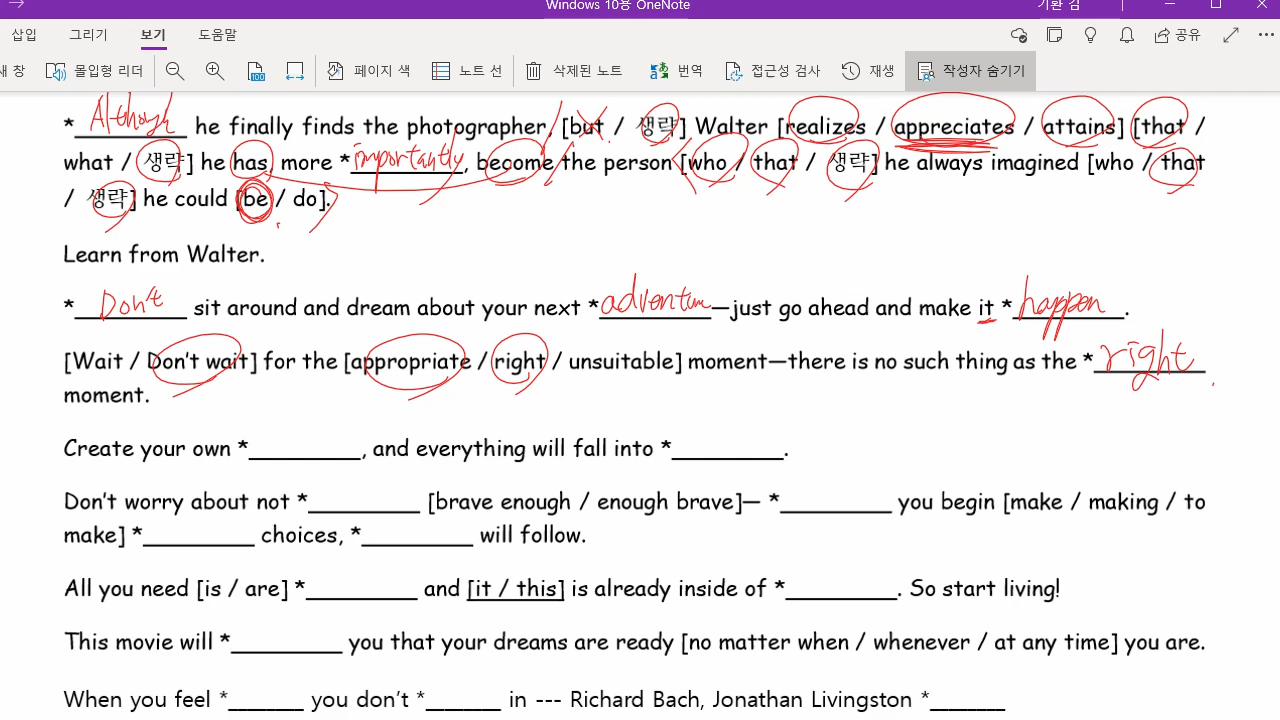 Windows 10용 OneNote 기환 김
삽입 그리기 보기 도움말 공유
새 창 몰입형 리더 페이지 색 노트 선 삭제된 노트 번역 접근성 검사 재생 작성자 숨기기
* Although he finally finds the photographer, [but / 생략] Walter [realizes / appreciates / attains] [that /
what / 생략] he has, more * importantly, become the person [who / that / 생략] he always imagined [who / that
/ 생략] he could [be / do].
Learn from Walter.
* Don't sit around and dream about your next * adventure—just go ahead and make it * happen.
[Wait / Don't wait] for the [appropriate / right / unsuitable] moment—there is no such thing as the * right
moment.
Create your own *_________, and everything will fall into *_________.
Don't worry about not *_________ [brave enough / enough brave]— *_________ you begin [make / making / to
make] *_________ choices, *_________ will follow.
All you need [is / are] *_________ and [it / this] is already inside of *_________. So start living!
This movie will *_________ you that your dreams are ready [no matter when / whenever / at any time] you are.
When you feel *_______ you don't *_______ in --- Richard Bach, Jonathan Livingston *_______